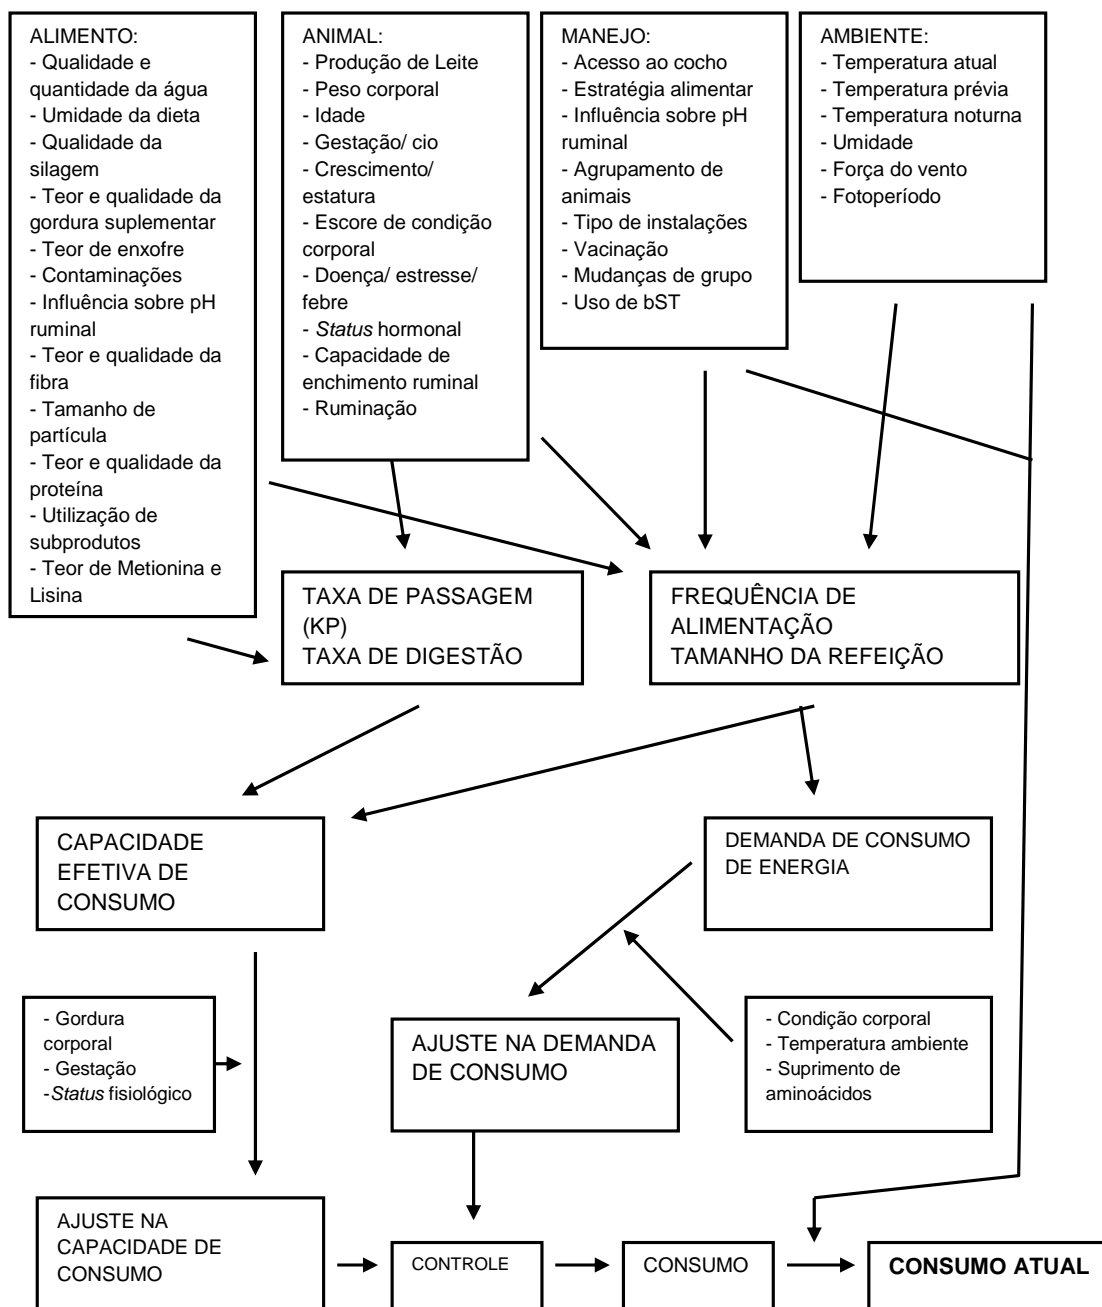 ALIMENTO:
- Qualidade e
quantidade da água
- Umidade da dieta
- Qualidade da
silagem
- Teor e qualidade da
gordura suplementar
- Teor de enxofre
- Contaminações
- Influência sobre pH
ruminal
- Teor e qualidade da
fibra
- Tamanho de
partícula
- Teor e qualidade da
proteína
- Utilização de
subprodutos
- Teor de Metionina e
Lisina
ANIMAL:
- Produção de Leite
- Peso corporal
- Idade
- Gestação/ cio
- Crescimento/
estatura
- Escore de condição
corporal
- Doença/ estresse/
febre
- Status hormonal
- Capacidade de
enchimento ruminal
- Ruminação
MANEJO:
- Acesso ao cocho
- Estratégia alimentar
- Influência sobre pH
ruminal
- Agrupamento de
animais
- Tipo de instalações
- Vacinação
- Mudanças de grupo
- Uso de bST
AMBIENTE:
- Temperatura atual
- Temperatura prévia
- Temperatura noturna
- Umidade
- Força do vento
- Fotoperíodo
TAXA DE PASSAGEM
(KP)
TAXA DE DIGESTÃO
FREQUÊNCIA DE
ALIMENTAÇÃO
TAMANHO DA REFEIÇÃO
CAPACIDADE
EFETIVA DE
CONSUMO
DEMANDA DE CONSUMO
DE ENERGIA
- Gordura
corporal
- Gestação
-Status fisiológico
AJUSTE NA DEMANDA
DE CONSUMO
- Condição corporal
- Temperatura ambiente
- Suprimento de
aminoácidos
AJUSTE NA
CAPACIDADE DE
CONSUMO
CONTROLE
CONSUMO
CONSUMO ATUAL